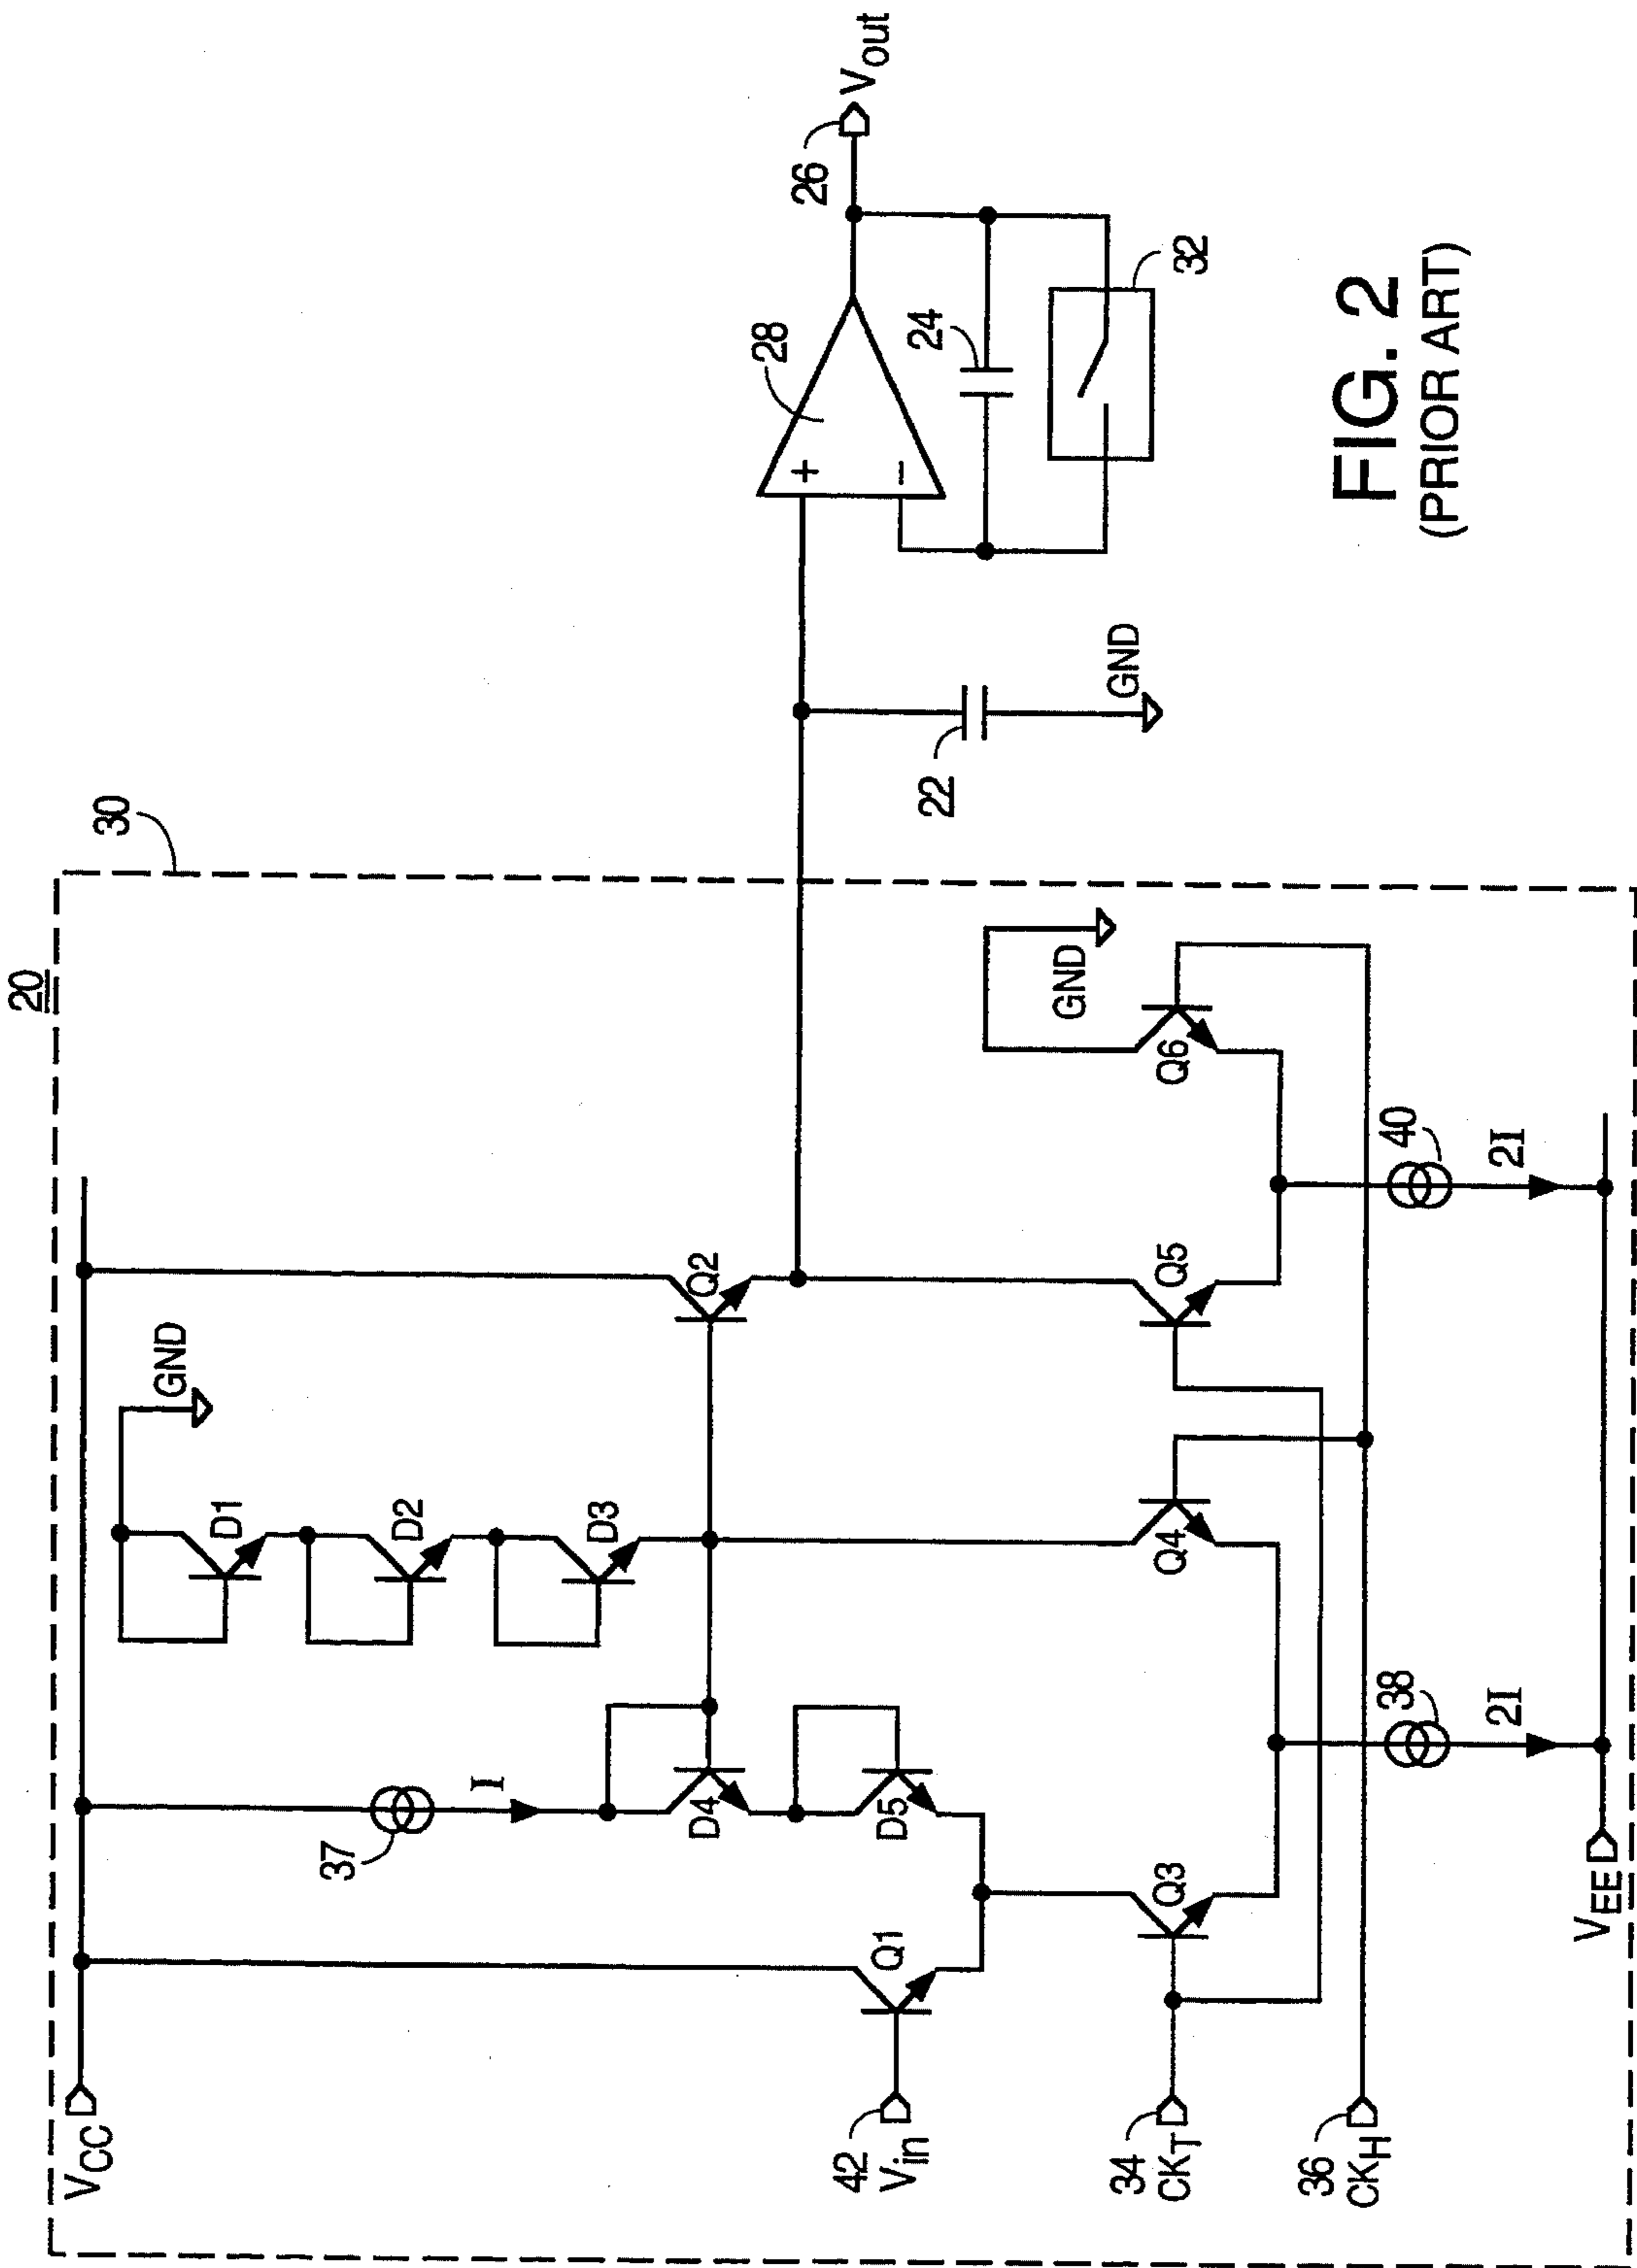 20
30
VCC
GND
D1
D2
D3
37
I
D4
D5
Q1
Q2
42
Vin
34
CKT
36
CKH
Q3
Q4
Q5
Q6
GND
38
2I
40
2I
VEE
22
GND
28
+
−
24
32
26
Vout
FIG. 2
(PRIOR ART)